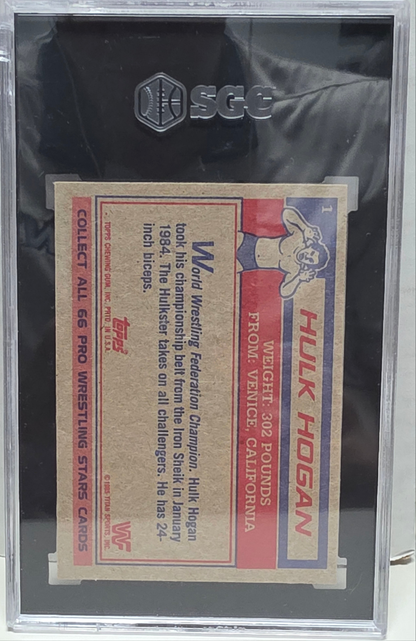 SGC
1
HULK HOGAN
WEIGHT: 302 POUNDS
FROM: VENICE, CALIFORNIA
World Wrestling Federation Champion. Hulk Hogan
took his championship belt from the Iron Sheik in January
1984. The Hulkster takes on all challengers. He has 24-
inch biceps.
topps
WF
TOPPS CHEWING GUM, INC. PRTD. IN U.S.A.
© 1985 TITAN SPORTS, INC.
COLLECT ALL 66 PRO WRESTLING STARS CARDS